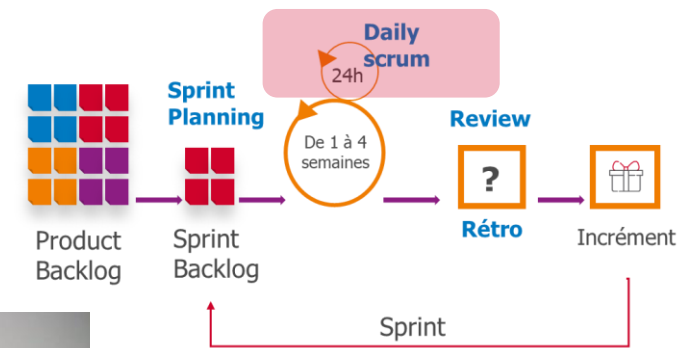 Daily
scrum
24h
Sprint
Planning
De 1 à 4
semaines
Review
?
Rétro
Product
Backlog
Sprint
Backlog
Incrément
Sprint